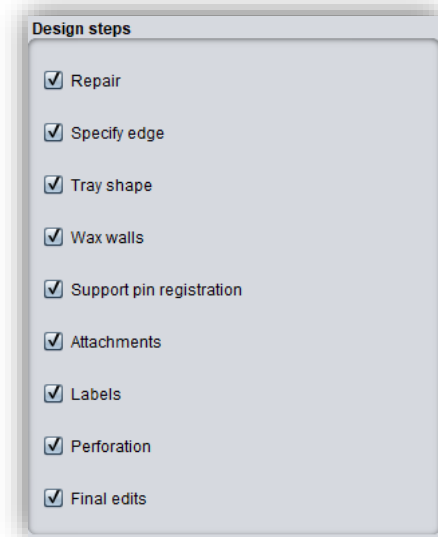 Design steps
Repair
Specify edge
Tray shape
Wax walls
Support pin registration
Attachments
Labels
Perforation
Final edits